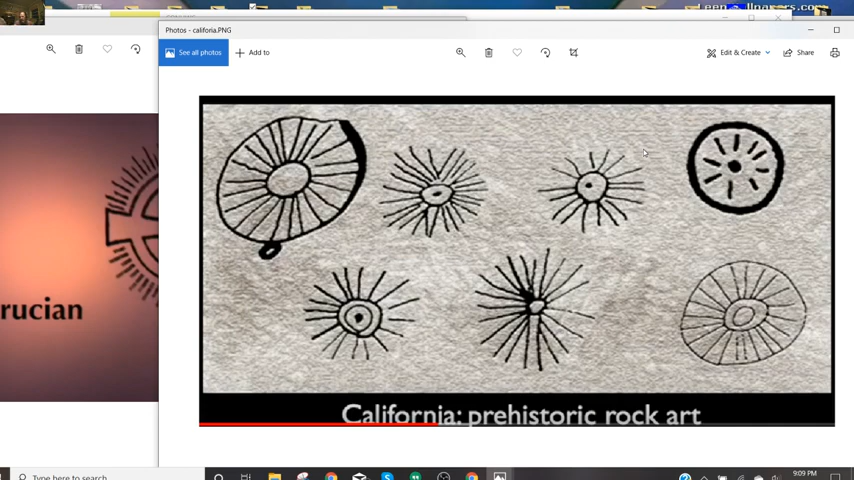 Photos - califoria.PNG
See all photos
Add to
Edit & Create
Share
rucian
California: prehistoric rock art
Type here to search
9:09 PM